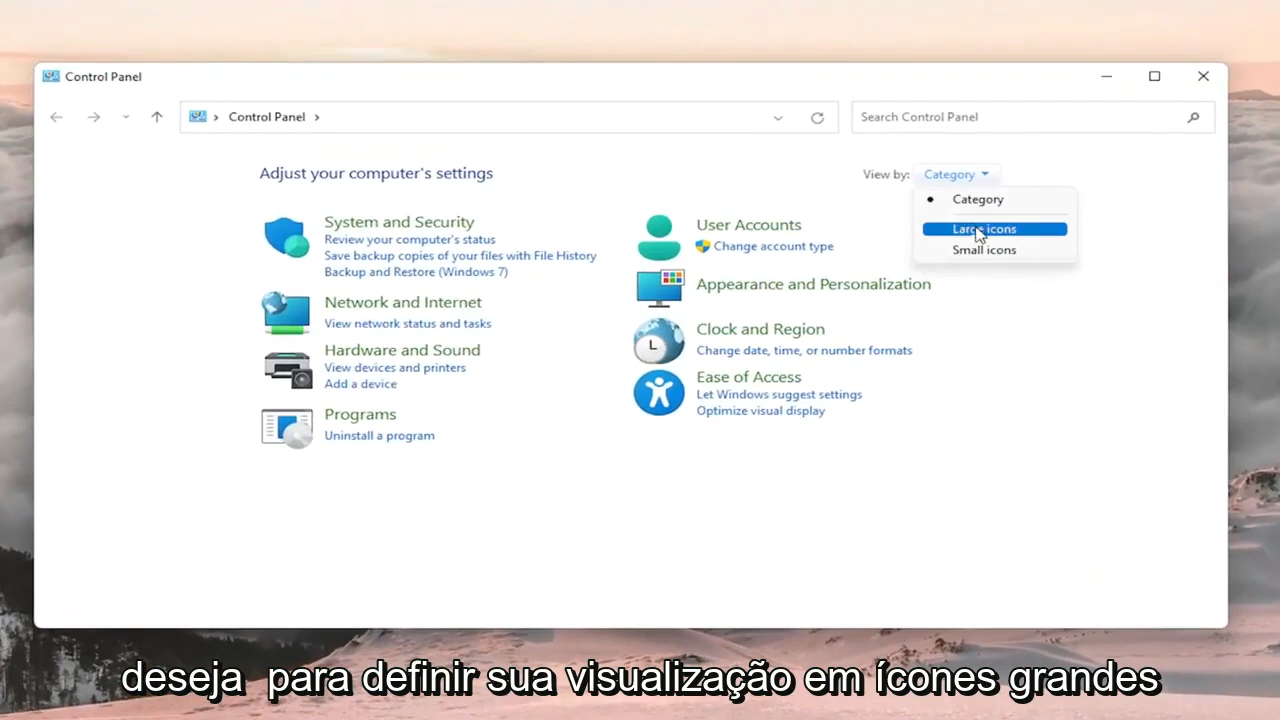 Control Panel
Control Panel
Search Control Panel
Adjust your computer's settings
View by: Category
Category
Large icons
Small icons
System and Security
Review your computer's status
Save backup copies of your files with File History
Backup and Restore (Windows 7)
Network and Internet
View network status and tasks
Hardware and Sound
View devices and printers
Add a device
Programs
Uninstall a program
User Accounts
Change account type
Appearance and Personalization
Clock and Region
Change date, time, or number formats
Ease of Access
Let Windows suggest settings
Optimize visual display
deseja para definir sua visualização em ícones grandes